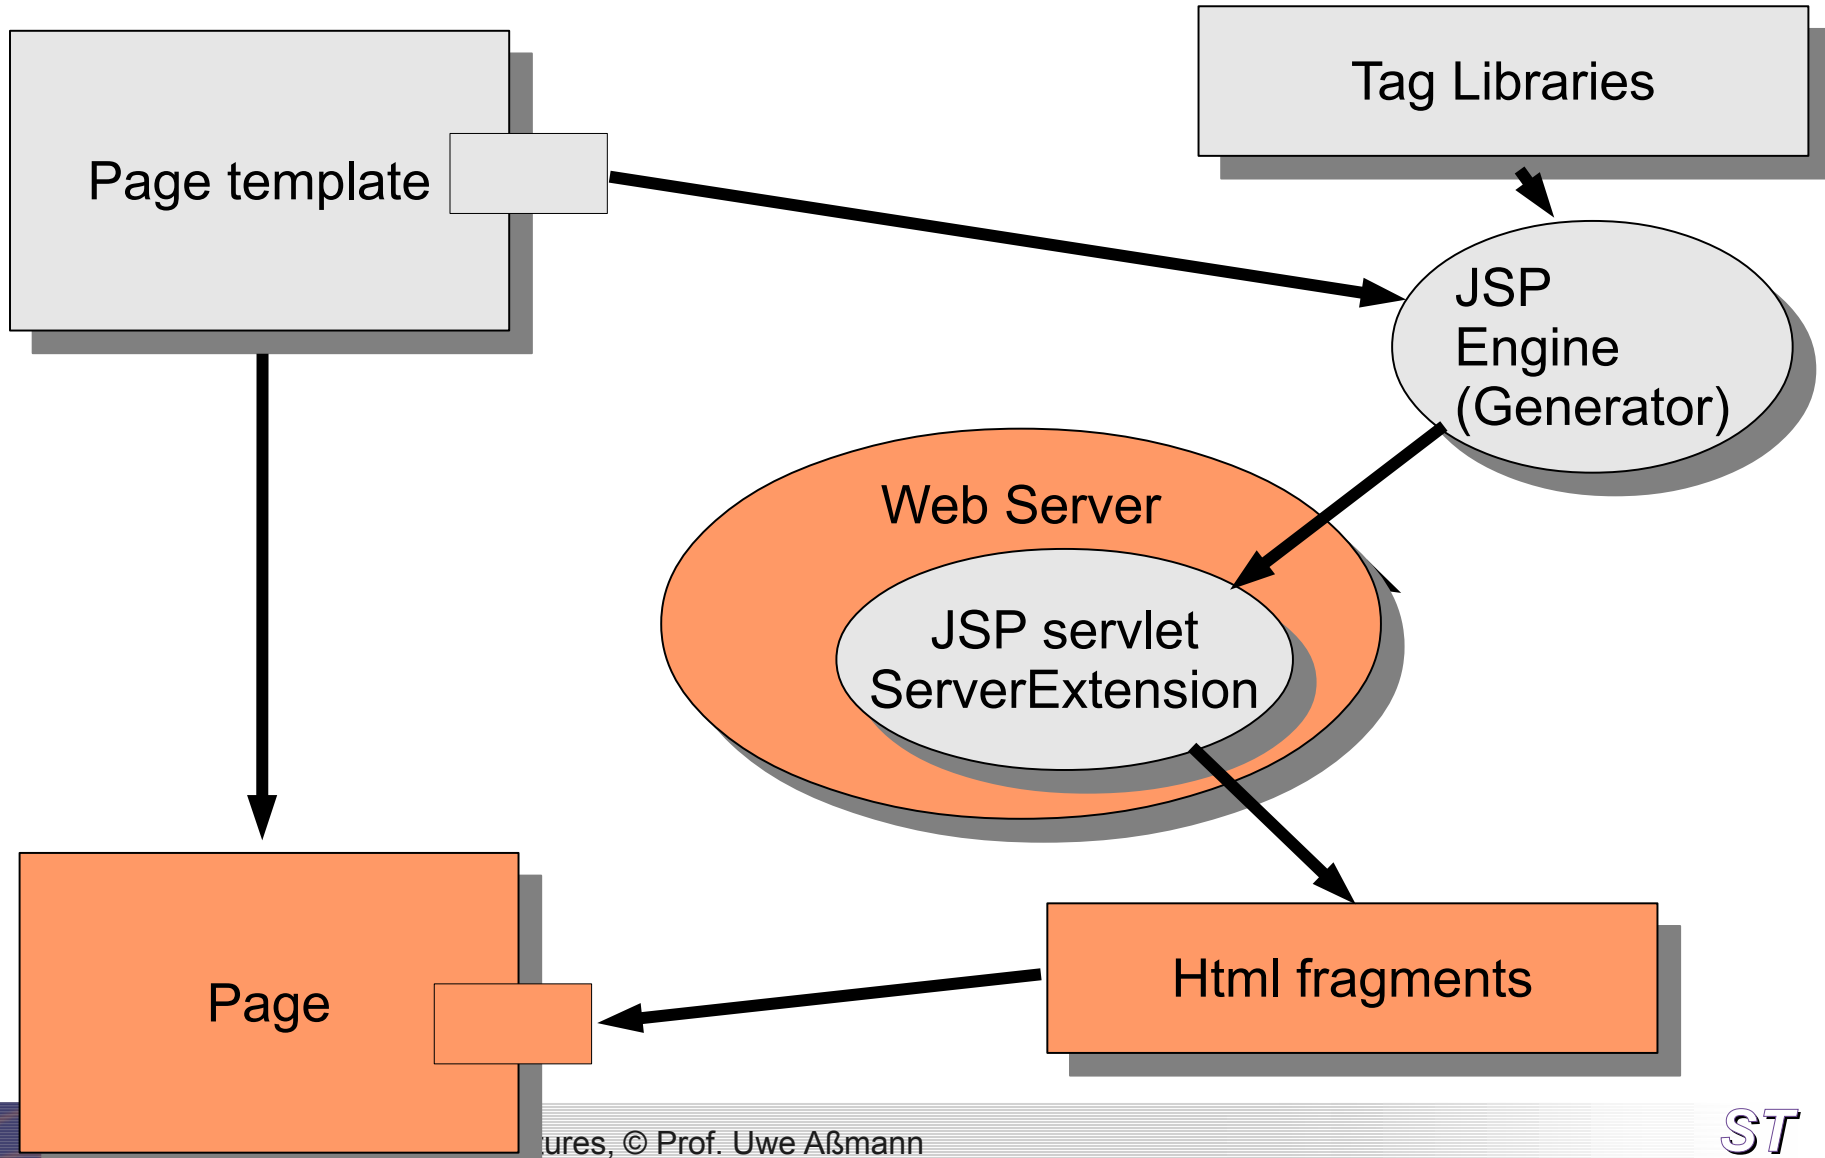 Tag Libraries
Page template
JSP
Engine
(Generator)
Web Server
JSP servlet
ServerExtension
Html fragments
Page
© Prof. Uwe Aßmann
ST